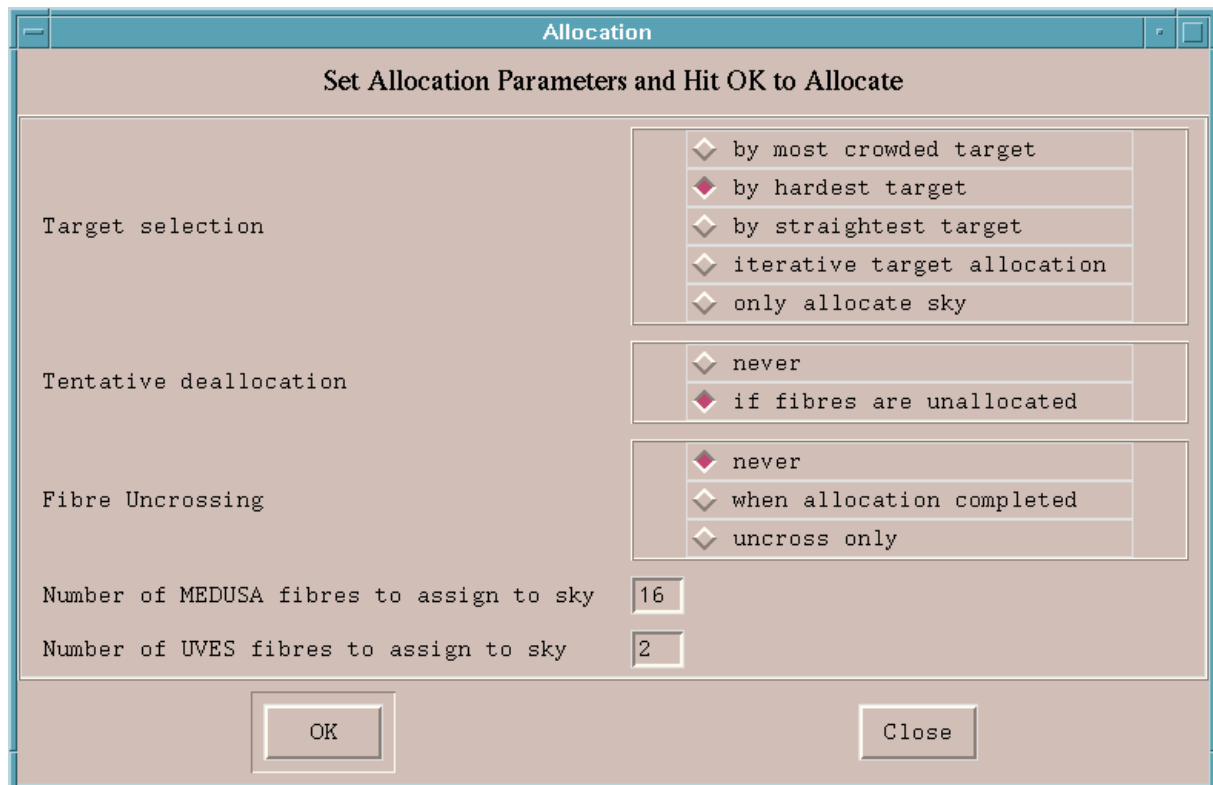 Allocation
Set Allocation Parameters and Hit OK to Allocate
Target selection
by most crowded target
by hardest target
by straightest target
iterative target allocation
only allocate sky
Tentative deallocation
never
if fibres are unallocated
Fibre Uncrossing
never
when allocation completed
uncross only
Number of MEDUSA fibres to assign to sky 16
Number of UVES fibres to assign to sky 2
OK Close